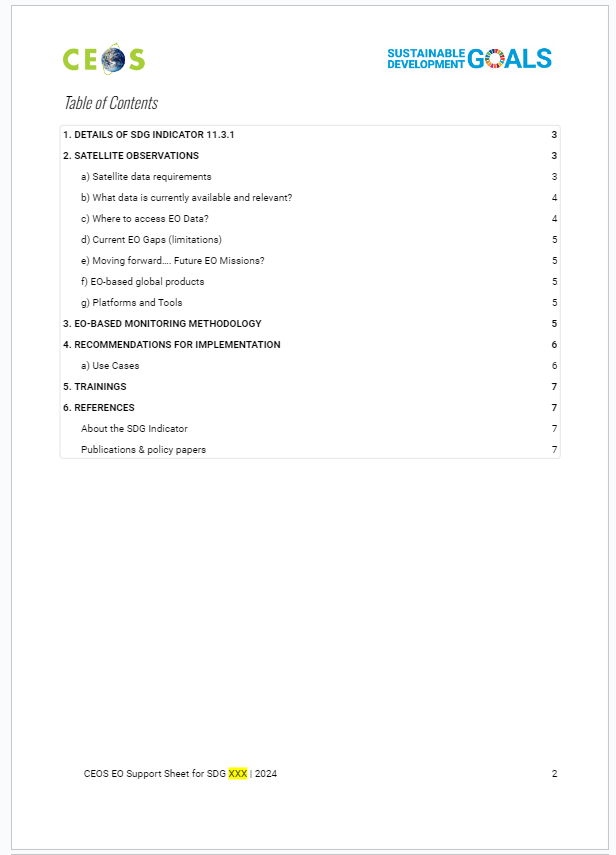 CEOS
SUSTAINABLE
DEVELOPMENT GOALS
Table of Contents
1. DETAILS OF SDG INDICATOR 11.3.1 3
2. SATELLITE OBSERVATIONS 3
a) Satellite data requirements 3
b) What data is currently available and relevant? 4
c) Where to access EO Data? 4
d) Current EO Gaps (limitations) 5
e) Moving forward.... Future EO Missions? 5
f) EO-based global products 5
g) Platforms and Tools 5
3. EO-BASED MONITORING METHODOLOGY 5
4. RECOMMENDATIONS FOR IMPLEMENTATION 6
a) Use Cases 6
5. TRAININGS 7
6. REFERENCES 7
About the SDG Indicator 7
Publications & policy papers 7
CEOS EO Support Sheet for SDG XXX | 2024 2